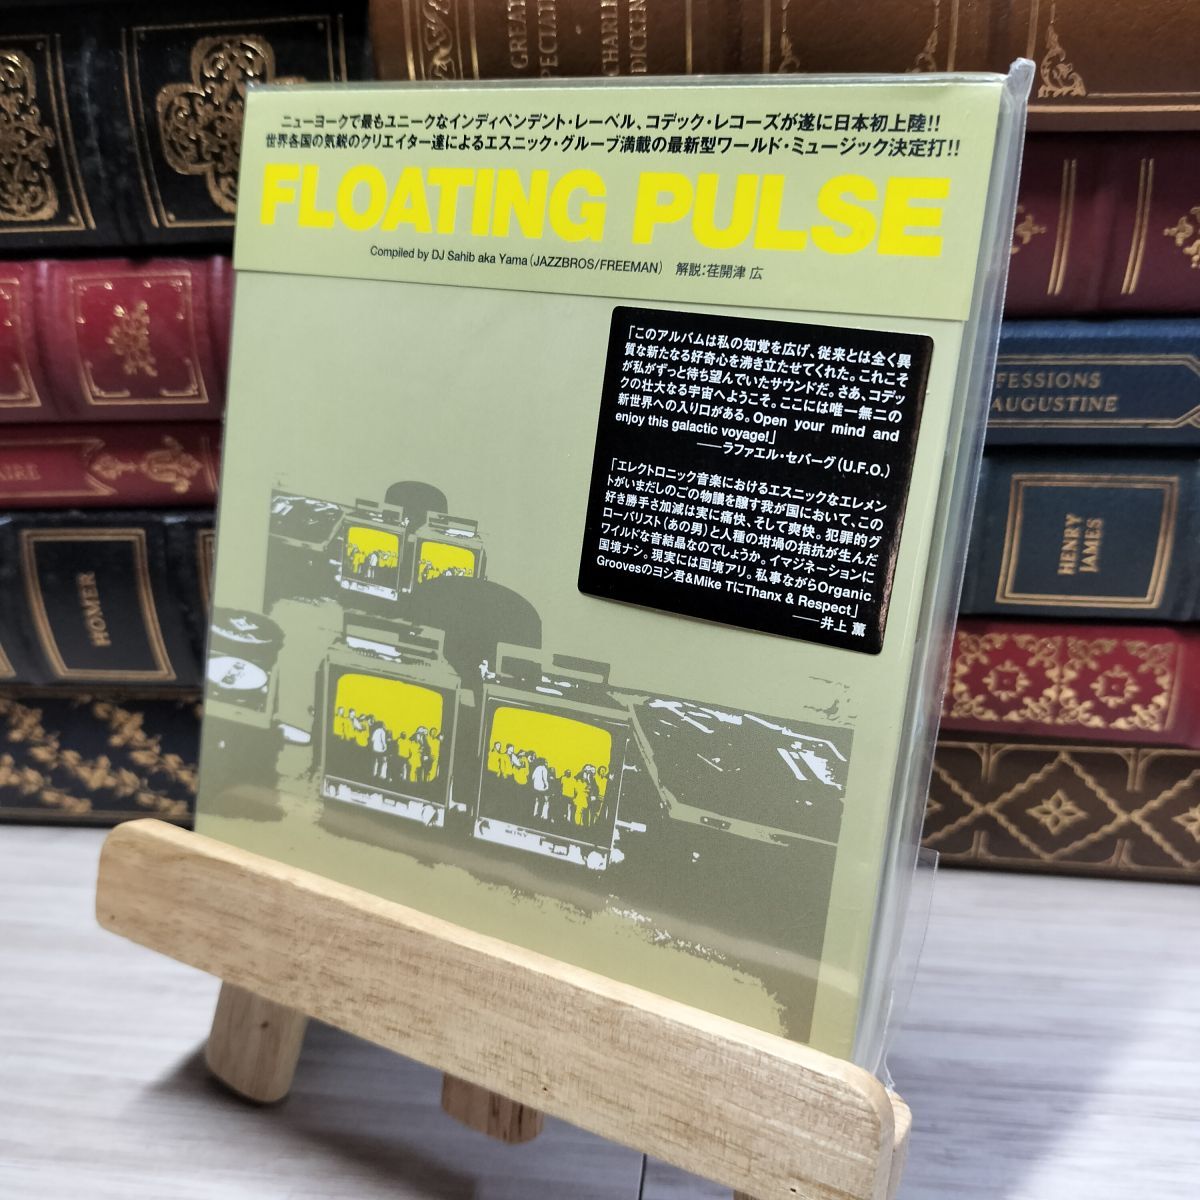 GREAT
EXPECTATIONS
CHARLES
DICKENS
ニューヨークで最もユニークなインディペンデント・レーベル、コデック・レコーズが遂に日本初上陸!!
世界各国の気鋭のクリエイター達によるエスニック・グルーブ満載の最新型ワールド・ミュージック決定打!!
FLOATING PULSE
Compiled by DJ Sahib aka Yama (JAZZBROS/FREEMAN) 解説:荏開津 広
「このアルバムは私の知覚を広げ、従来とは全く異
質な新たなる好奇心を沸き立たせてくれた。これこそ
が私がずっと待ち望んでいたサウンドだ。さあ、コデッ
クの壮大なる宇宙へようこそ。ここには唯一無二の
新世界への入り口がある。Open your mind and
enjoy this galactic voyage!」
――ラファエル・セバーグ(U.F.O.)
「エレクトロニック音楽におけるエスニックなエレメン
トがいまだしのごの物議を醸す我が国において、この
好き勝手さ加減は実に痛快、そして爽快。犯罪的グ
ローバリスト(あの男)と人種の坩堝の拮抗が生んだ
ワイルドな音結晶なのでしょうか。イマジネーションに
国境ナシ。現実には国境アリ。私事ながらOrganic
Groovesのヨシ君&Mike TにThanx & Respect」
――井上 薫
SONY
FESSIONS
AUGUSTINE
HENRY
JAMES
AIRE
HOMER